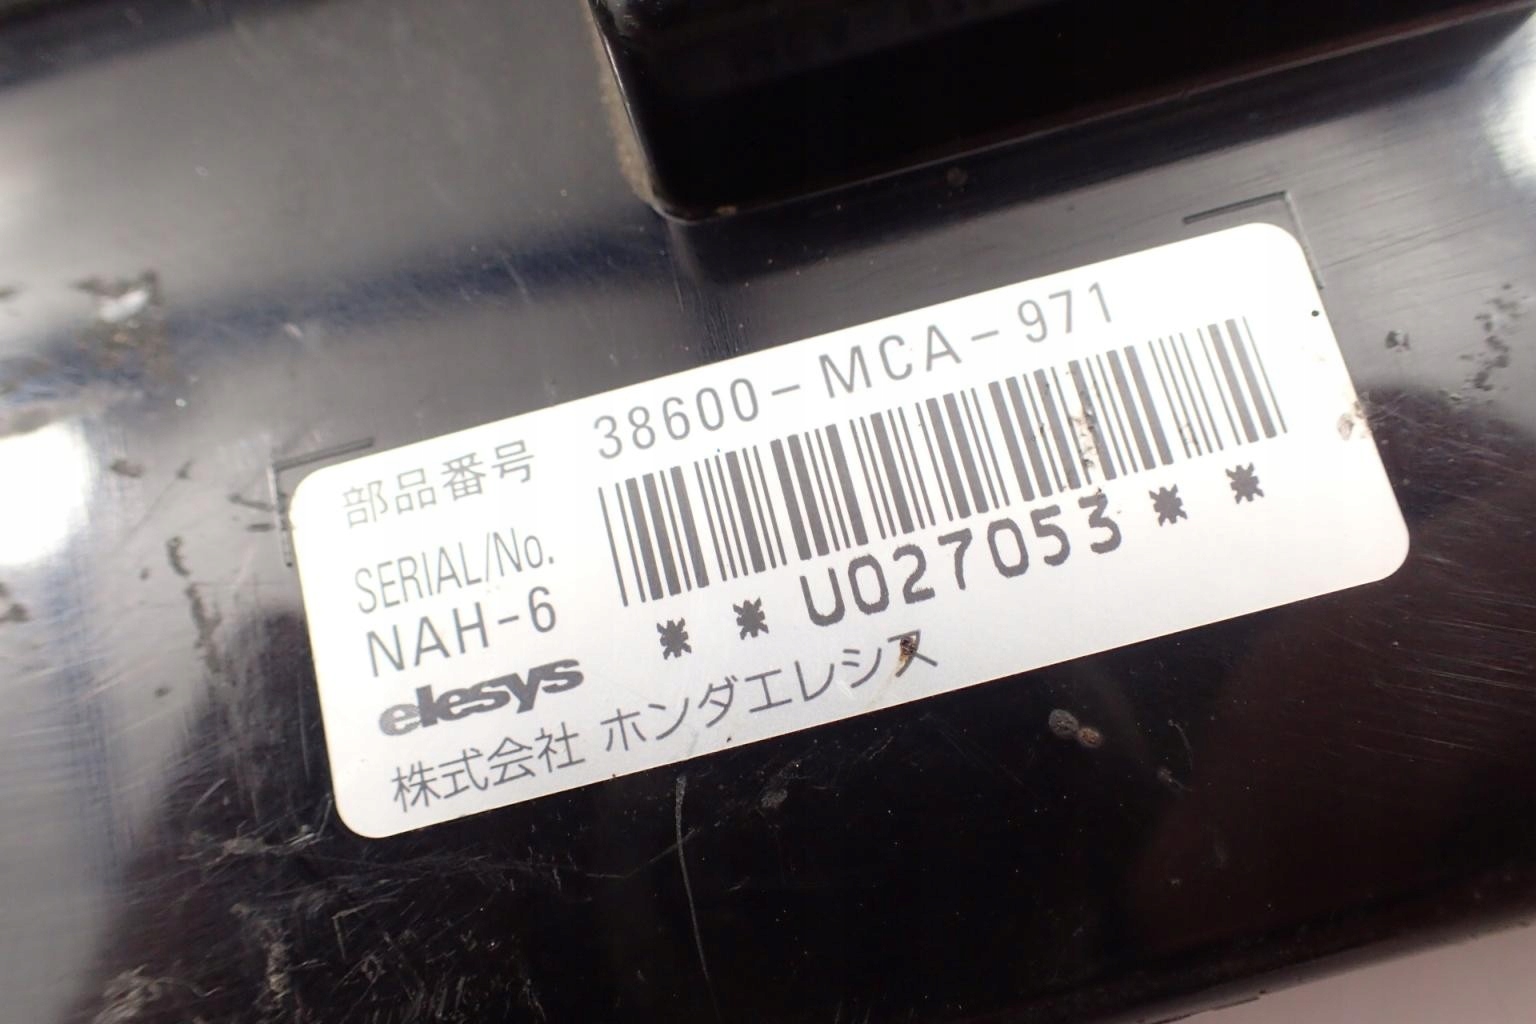 部品番号 38600-MCA-971
SERIAL/No.
NAH-6
**U027053**
elesys
株式会社 ホンダエレシス